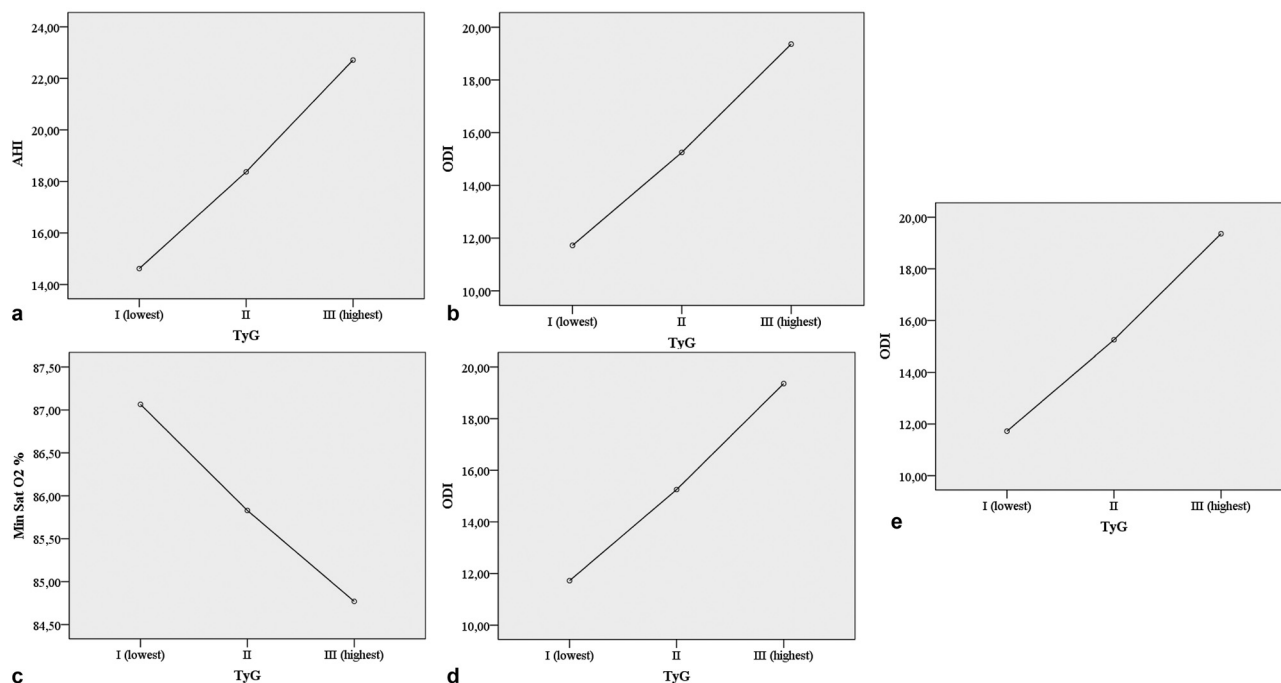 24,00
22,00
20,00
18,00
16,00
14,00
AHI
I (lowest) II III (highest)
TyG
a
20,00
18,00
16,00
14,00
12,00
10,00
ODI
I (lowest) II III (highest)
TyG
b
87,50
87,00
86,50
86,00
85,50
85,00
84,50
Min Sat O2 %
I (lowest) II III (highest)
TyG
c
20,00
18,00
16,00
14,00
12,00
10,00
ODI
I (lowest) II III (highest)
TyG
d
20,00
18,00
16,00
14,00
12,00
10,00
ODI
I (lowest) II III (highest)
TyG
e